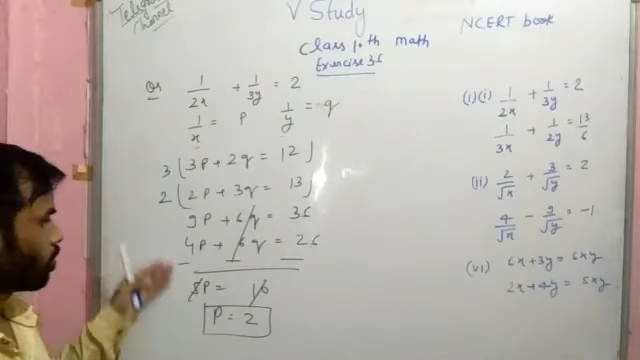 Telegram
Channel
V Study
NCERT book
Class 10th math
Exercise 3.6
Qs 1/2x + 1/3y = 2
1/x = P 1/y = q
3 (3P + 2q = 12)
2 (2P + 3q = 13)
9P + 6q = 36
4P + 6q = 26
5P = 10
P = 2
(1)(i) 1/2x + 1/3y = 2
1/3x + 1/2y = 13/6
(ii) 2/√x + 3/√y = 2
4/√x - 9/√y = -1
(vi) 6x + 3y = 6xy
2x + 4y = 5xy